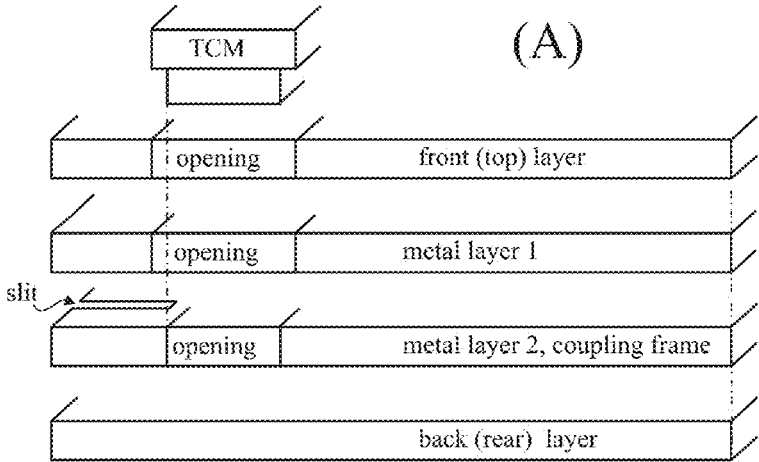 (A)
TCM
opening front (top) layer
opening metal layer 1
slit
opening metal layer 2, coupling frame
back (rear) layer